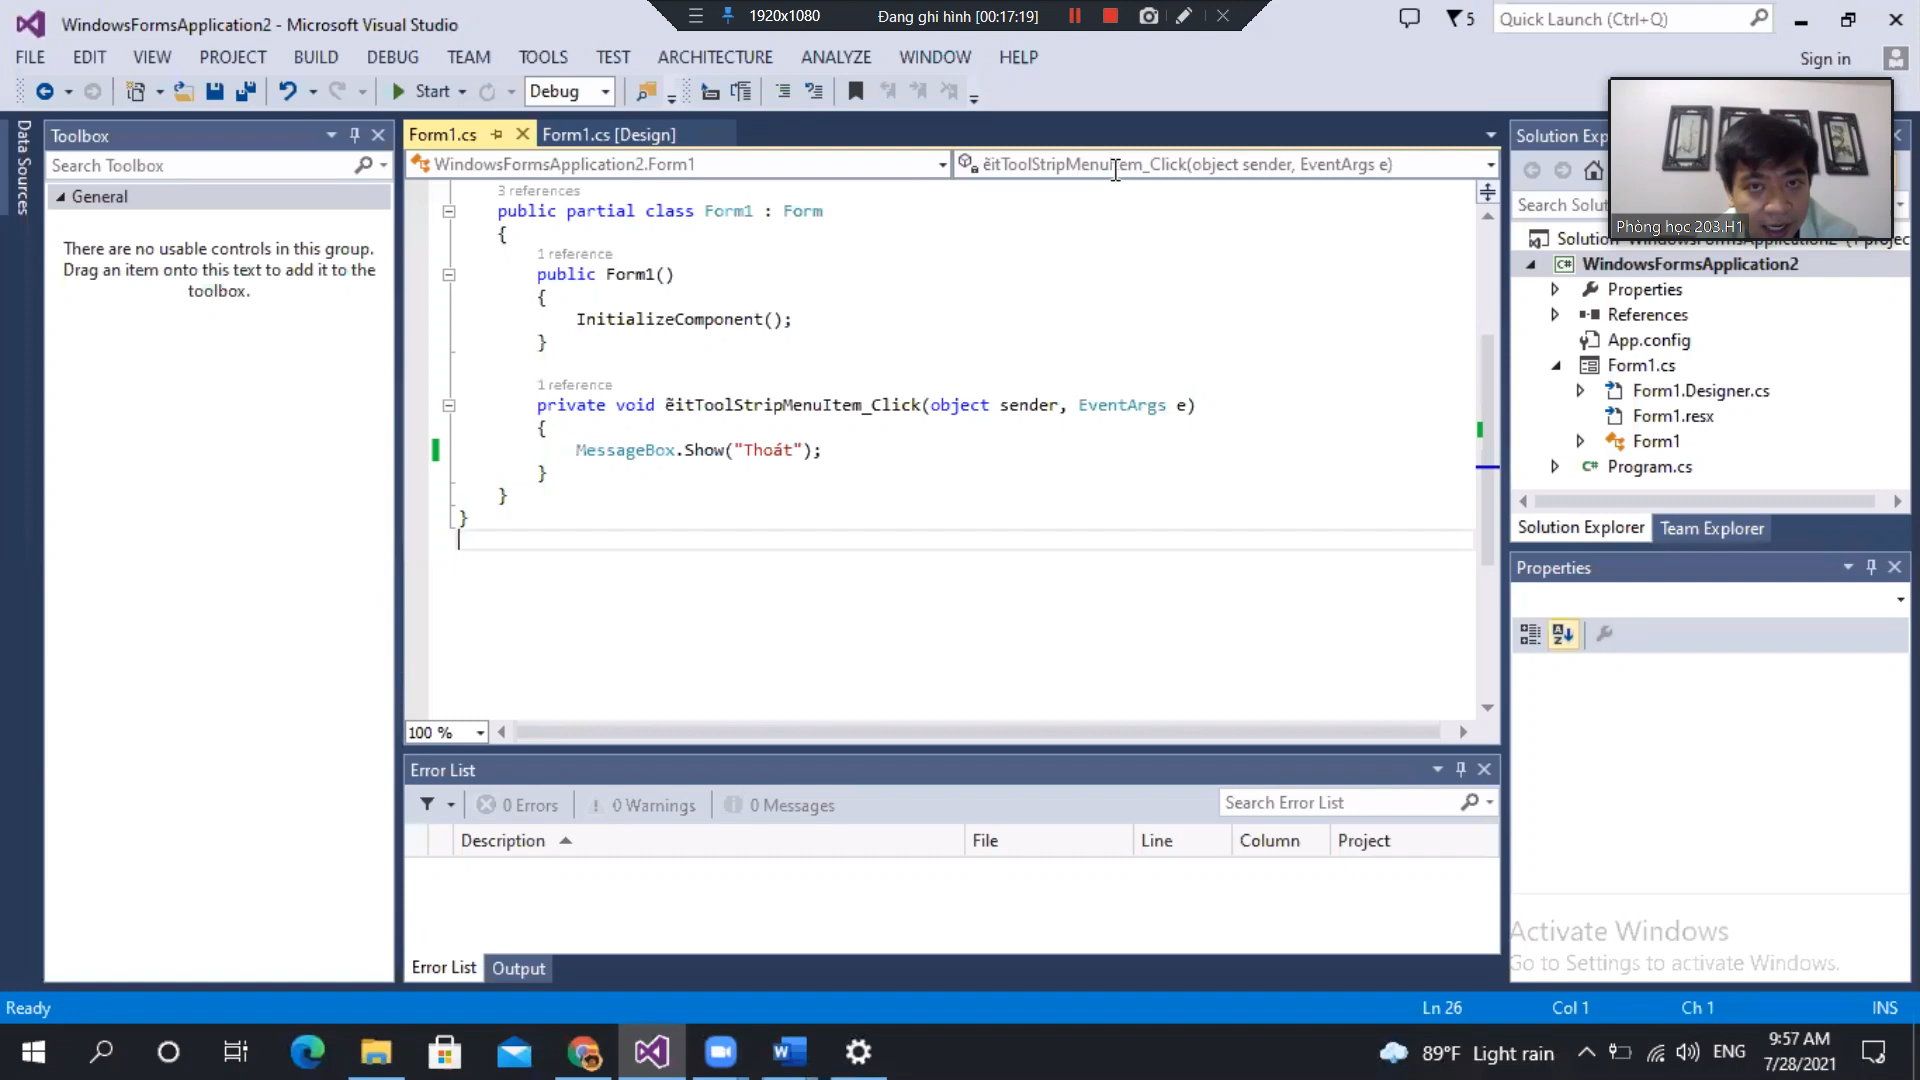 WindowsFormsApplication2 - Microsoft Visual Studio
1920x1080
Đang ghi hình [00:17:19]
5
Quick Launch (Ctrl+Q)
FILE EDIT VIEW PROJECT BUILD DEBUG TEAM TOOLS TEST ARCHITECTURE ANALYZE WINDOW HELP
Sign in
Start
Debug
Data Sources
Toolbox
Search Toolbox
General
There are no usable controls in this group.
Drag an item onto this text to add it to the
toolbox.
Form1.cs
Form1.cs [Design]
WindowsFormsApplication2.Form1
ẽitToolStripMenuItem_Click(object sender, EventArgs e)
3 references
public partial class Form1 : Form
{
1 reference
public Form1()
{
InitializeComponent();
}
1 reference
private void ẽitToolStripMenuItem_Click(object sender, EventArgs e)
{
MessageBox.Show("Thoát");
}
}
}
100 %
Error List
0 Errors
0 Warnings
0 Messages
Search Error List
Description
File
Line
Column
Project
Error List
Output
Solution Exp
Search Solu
Phòng học 203.H1
Solution
WindowsFormsApplication2
Properties
References
App.config
Form1.cs
Form1.Designer.cs
Form1.resx
Form1
C# Program.cs
Solution Explorer
Team Explorer
Properties
Activate Windows
Go to Settings to activate Windows.
Ready
Ln 26
Col 1
Ch 1
INS
89°F Light rain
ENG
9:57 AM
7/28/2021